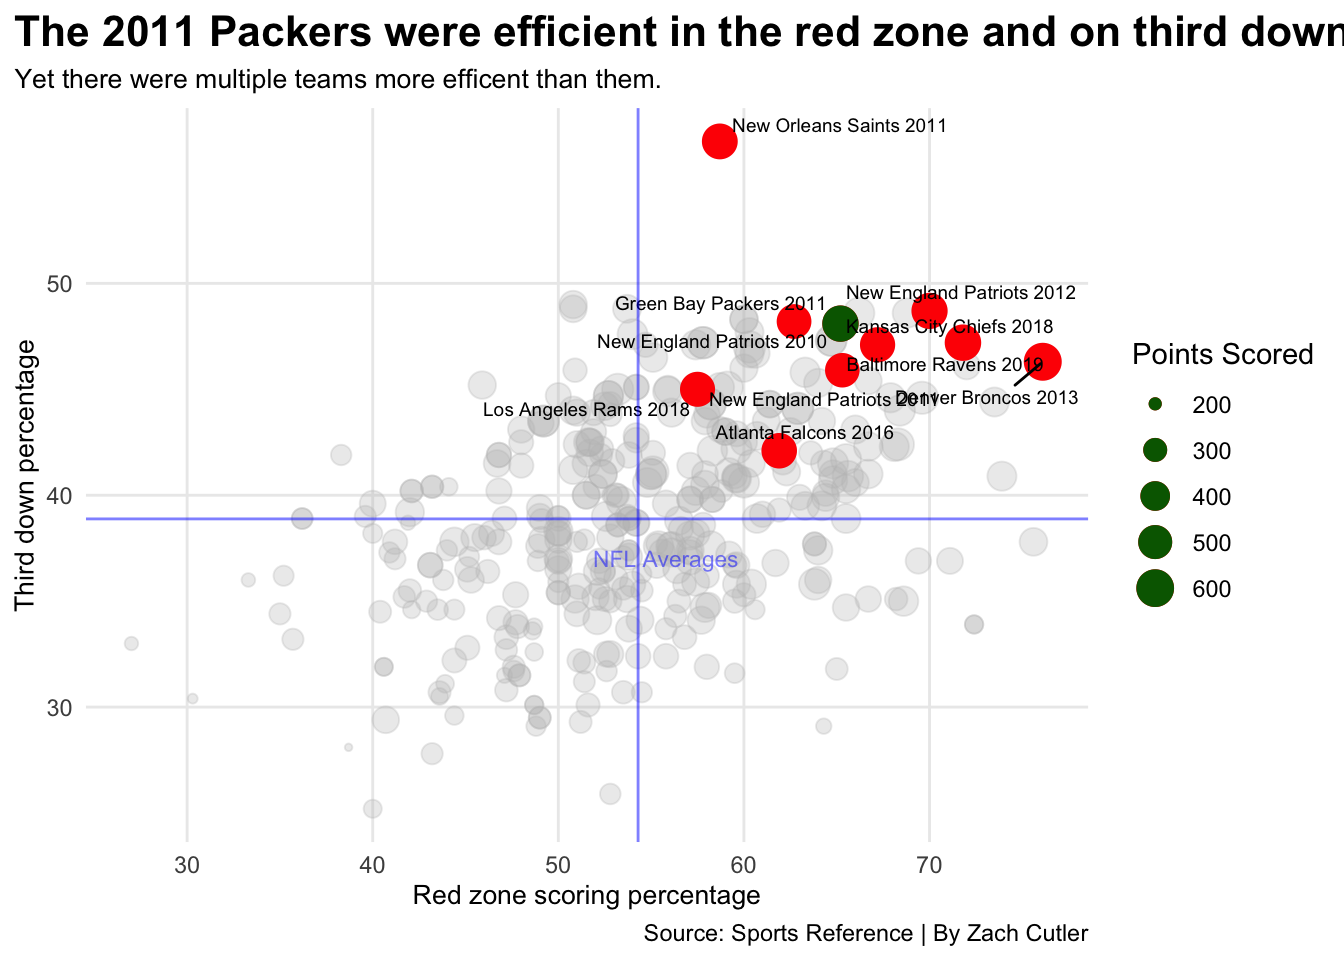 The 2011 Packers were efficient in the red zone and on third down
Yet there were multiple teams more efficent than them.
New Orleans Saints 2011
50
New England Patriots 2012
Green Bay Packers 2011
Kansas City Chiefs 2018
New England Patriots 2010
Baltimore Ravens 2019
New England Patriots 2011
Denver Broncos 2013
Los Angeles Rams 2018
Atlanta Falcons 2016
40
NFL Averages
30
Third down percentage
30 40 50 60 70
Red zone scoring percentage
Points Scored
200
300
400
500
600
Source: Sports Reference | By Zach Cutler